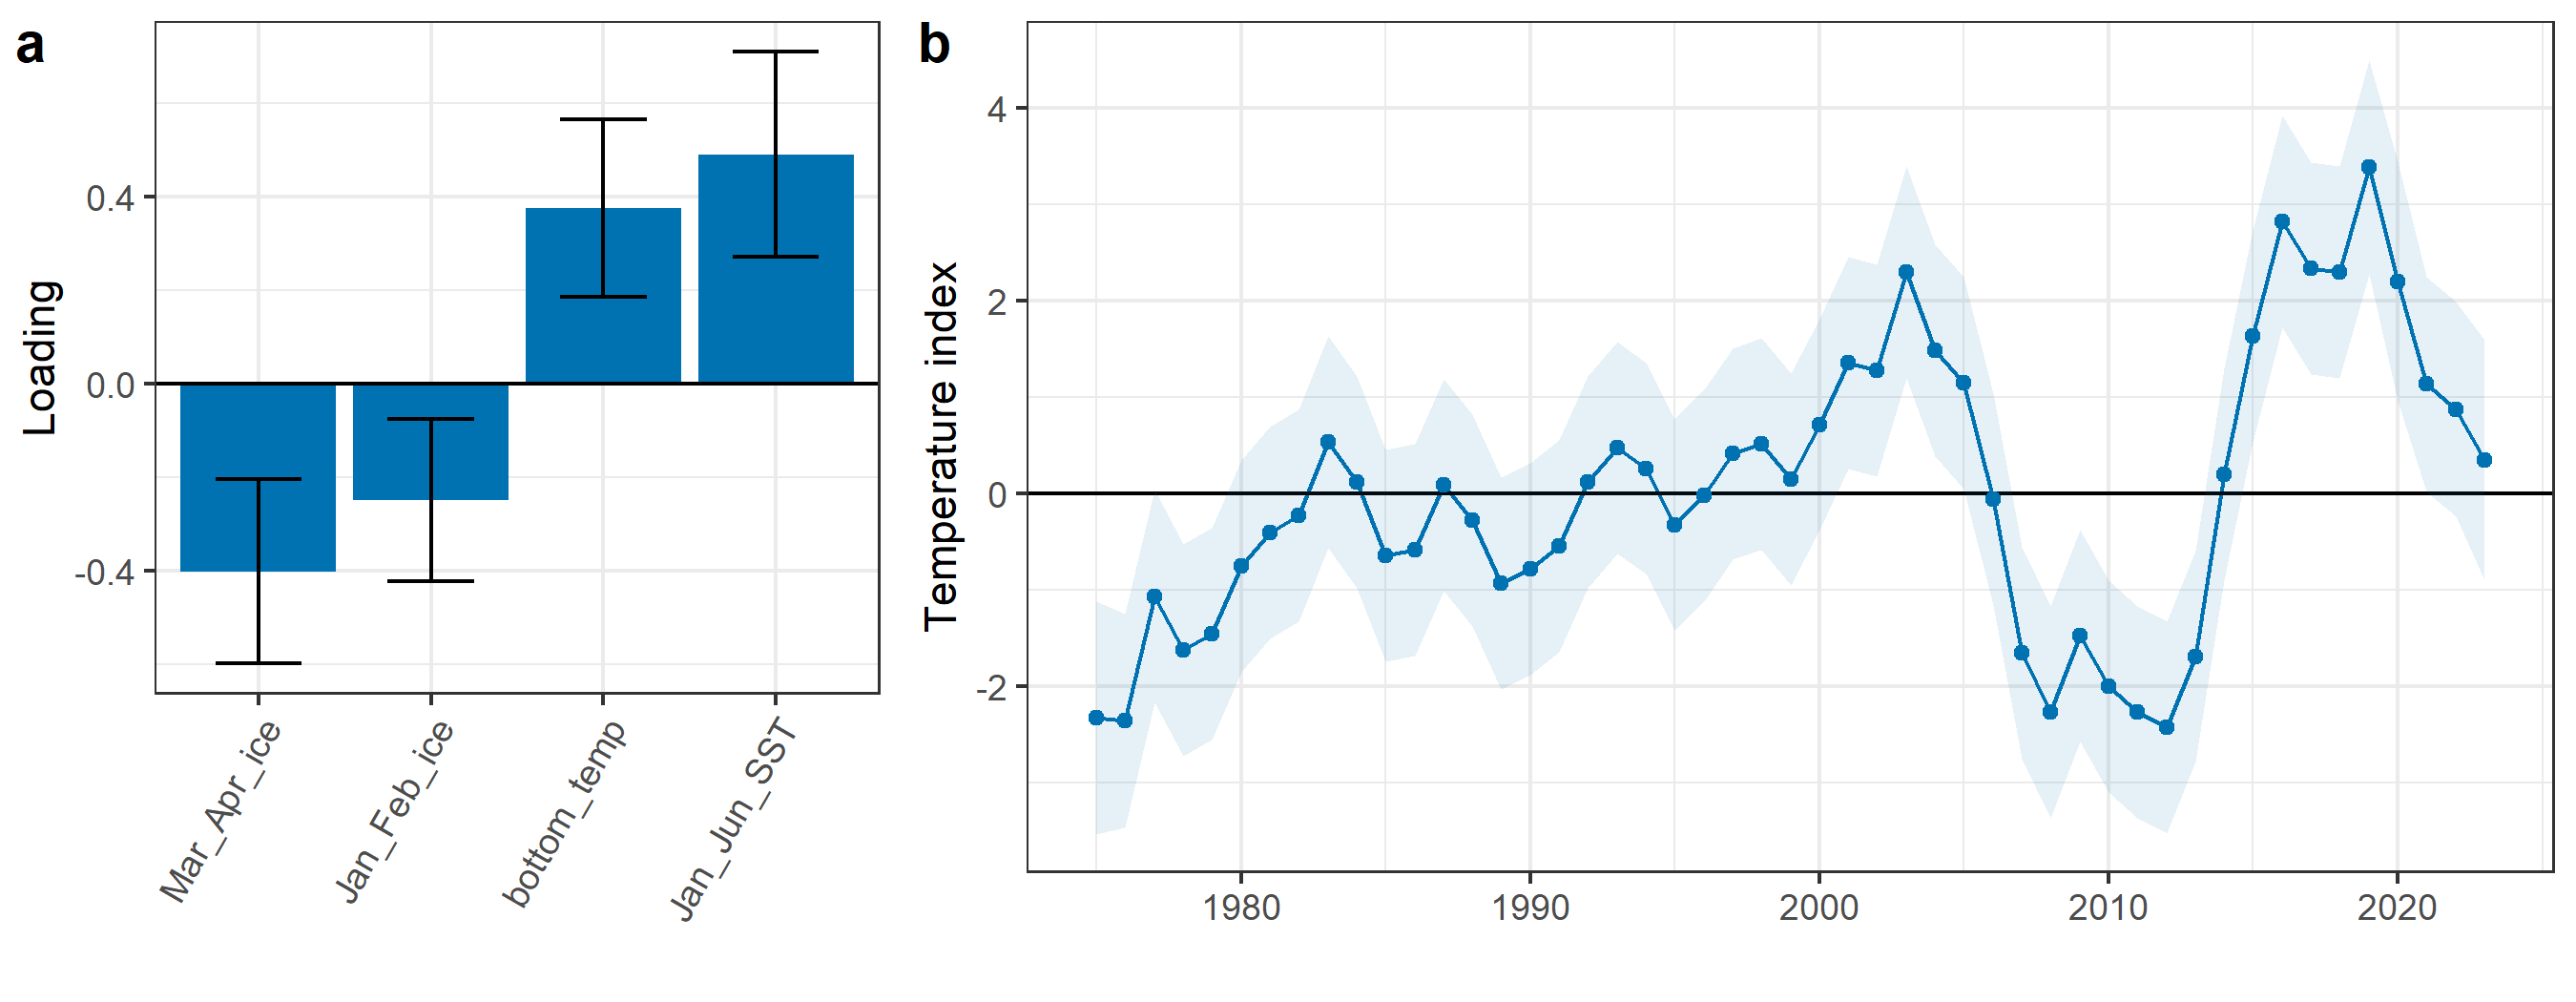 a
Loading
0.4
0.0
-0.4
Mar_Apr_ice
Jan_Feb_ice
bottom_temp
Jan_Jun_SST
b
Temperature index
4
2
0
-2
1980
1990
2000
2010
2020